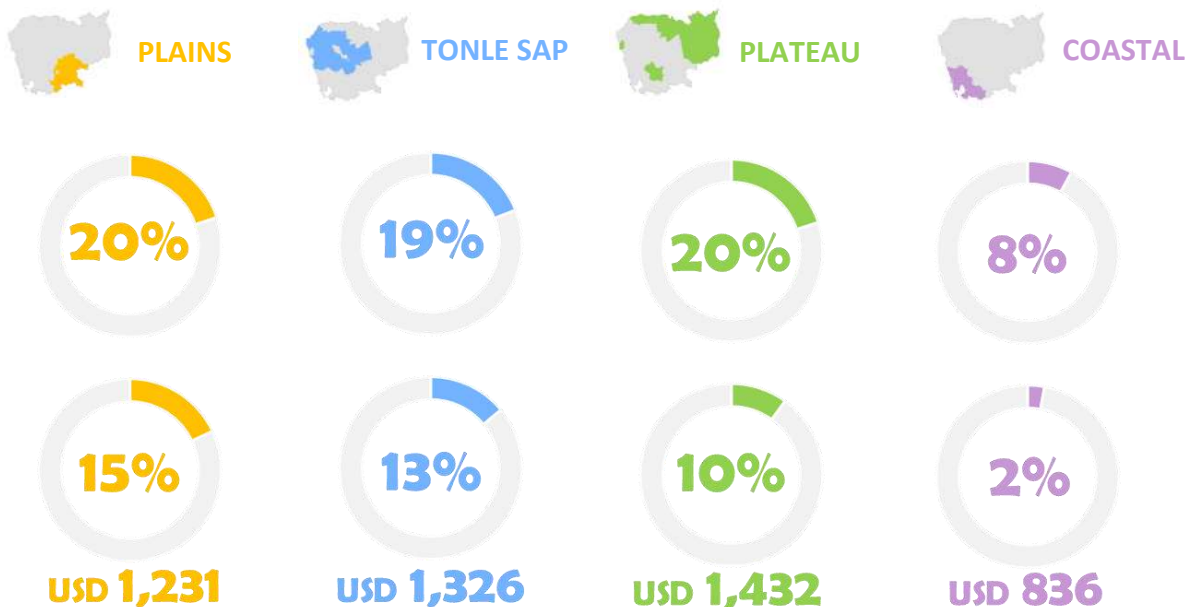 PLAINS
TONLE SAP
PLATEAU
COASTAL
20%
19%
20%
8%
15%
13%
10%
2%
USD 1,231
USD 1,326
USD 1,432
USD 836